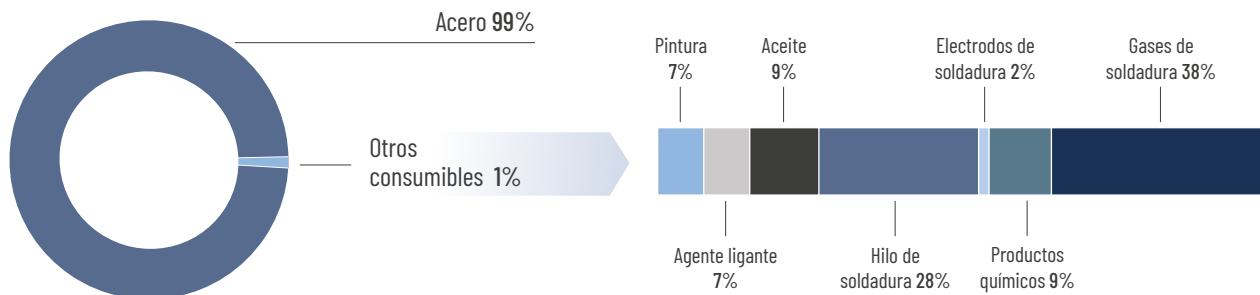 Acero 99%
Otros
consumibles 1%
Pintura
7%
Aceite
9%
Electrodos de
soldadura 2%
Gases de
soldadura 38%
Agente ligante
7%
Hilo de
soldadura 28%
Productos
químicos 9%